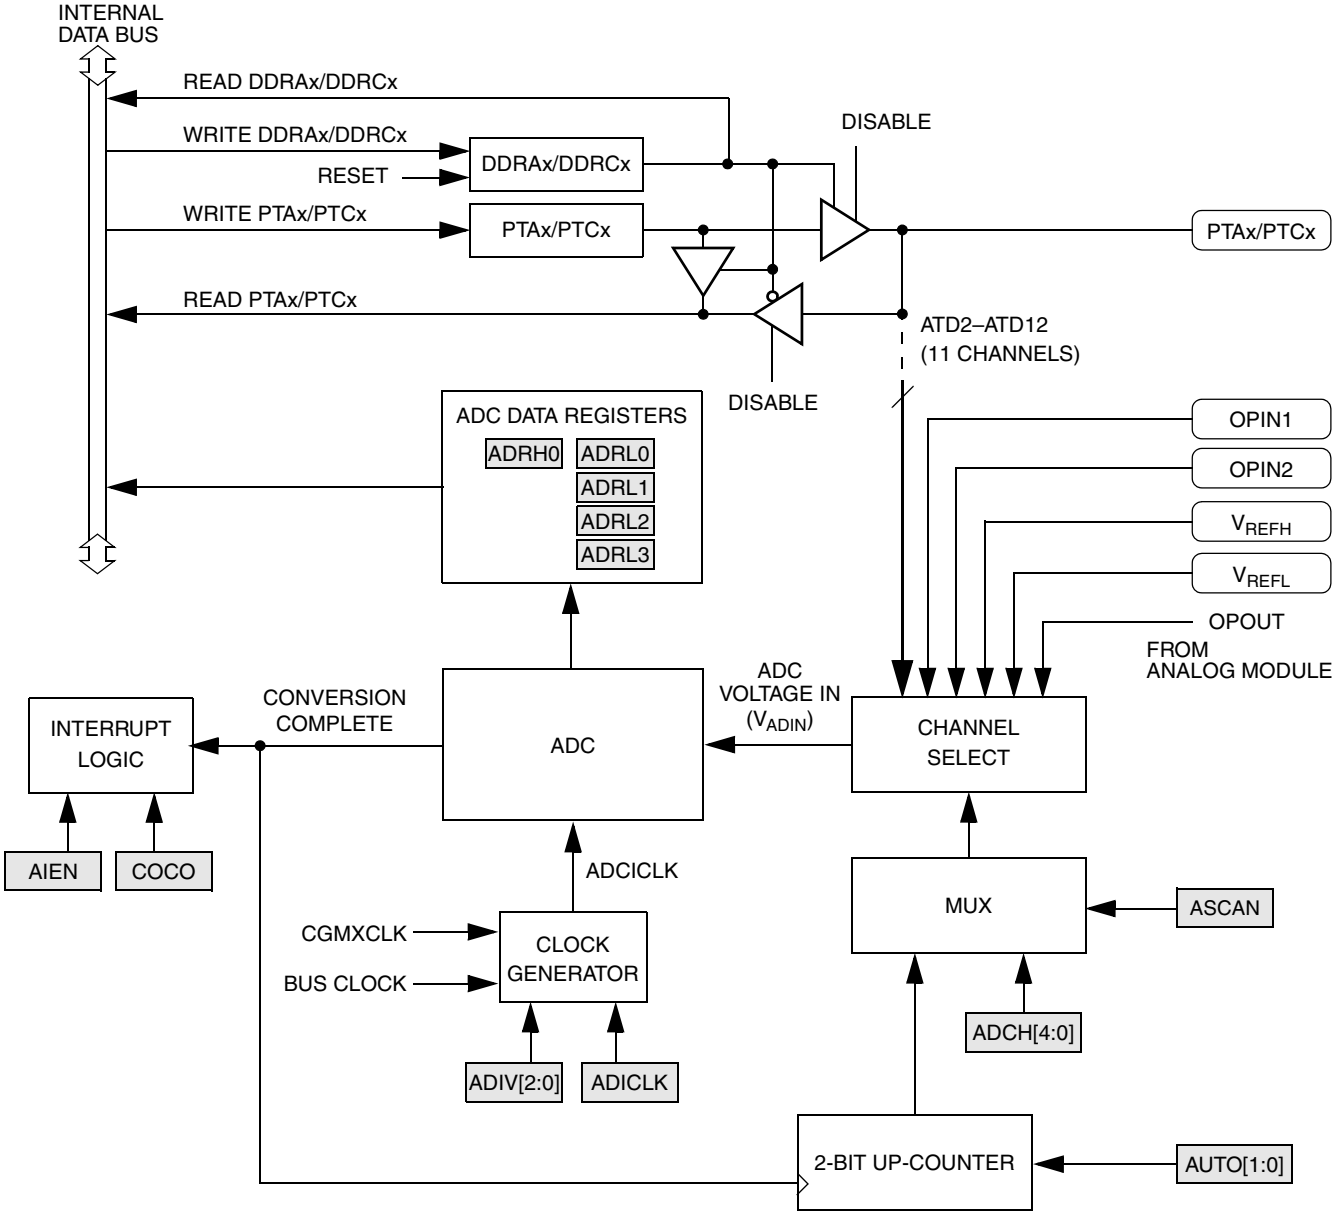 INTERNAL
DATA BUS
READ DDRAx/DDRCx
WRITE DDRAx/DDRCx
RESET
DDRAx/DDRCx
DISABLE
WRITE PTAx/PTCx
PTAx/PTCx
PTAx/PTCx
READ PTAx/PTCx
DISABLE
ATD2–ATD12
(11 CHANNELS)
ADC DATA REGISTERS
ADRH0
ADRL0
ADRL1
ADRL2
ADRL3
OPIN1
OPIN2
VREFH
VREFL
OPOUT
FROM
ANALOG MODULE
INTERRUPT
LOGIC
CONVERSION
COMPLETE
ADC
ADC
VOLTAGE IN
(VADIN)
CHANNEL
SELECT
AIEN
COCO
ADCICLK
MUX
ASCAN
CGMXCLK
BUS CLOCK
CLOCK
GENERATOR
ADCH[4:0]
ADIV[2:0]
ADICLK
2-BIT UP-COUNTER
AUTO[1:0]